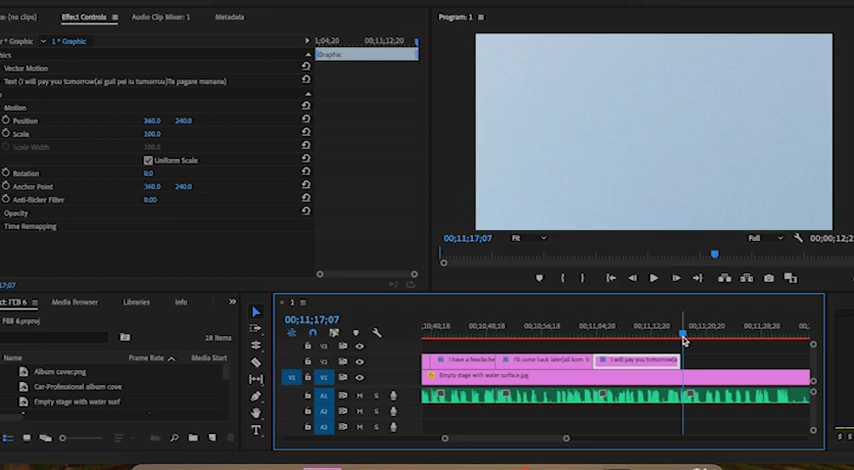 ce: (no clips)  Effect Controls  Audio Clip Mixer: 1  Metadata  Program: 1
r * Graphic  1 * Graphic  1;04;20  00;11;12;20
hics  Graphic
Vector Motion
Text (I will pay you tomorrow(ai guil pei iu tumorrou)Te pagare manana)
Motion
Position  360.0  240.0
Scale  100.0
Scale Width  100.0
Uniform Scale
Rotation  0.0
Anchor Point  360.0  240.0
Anti-flicker Filter  0.00
Opacity
Time Remapping
00;11;17;07  Fit  Full  00;00;12;2
17;07
ct: FEB 6  Media Browser  Libraries  Info  1
FEB 6.prproj  00;11;17;07
18 Items
Name  Frame Rate
;10;40;18  00;10;48;18  00;10;56;18  00;11;04;20  00;11;12;20  00;11;20;20  00;11;28;20  00;
V3
V2  I have a headache  I'll come back later(ail kom b  I will pay you tomorrow(a
V1  V1  Empty stage with water surface.jpg
A1  M  S
A2  M  S
A3  M  S
Album cover.png
Car-Professional album cove
Empty stage with water surf